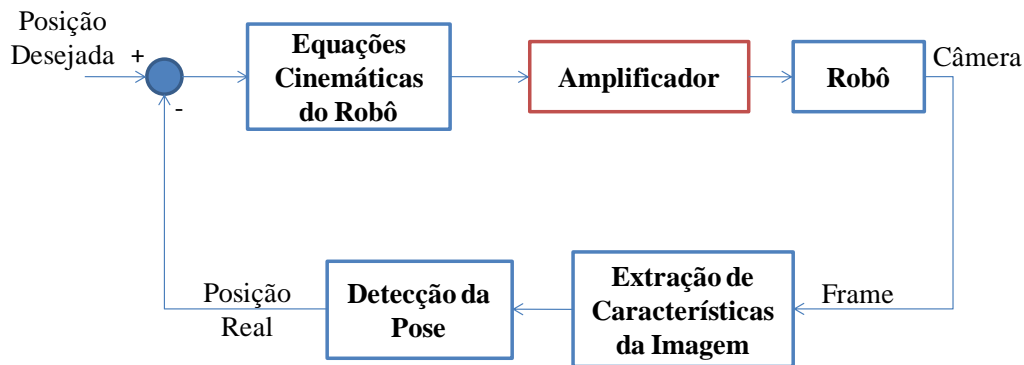 Posição
Desejada
+
-
Equações
Cinemáticas
do Robô
Amplificador
Robô
Câmera
Posição
Real
Detecção da
Pose
Extração de
Características
da Imagem
Frame